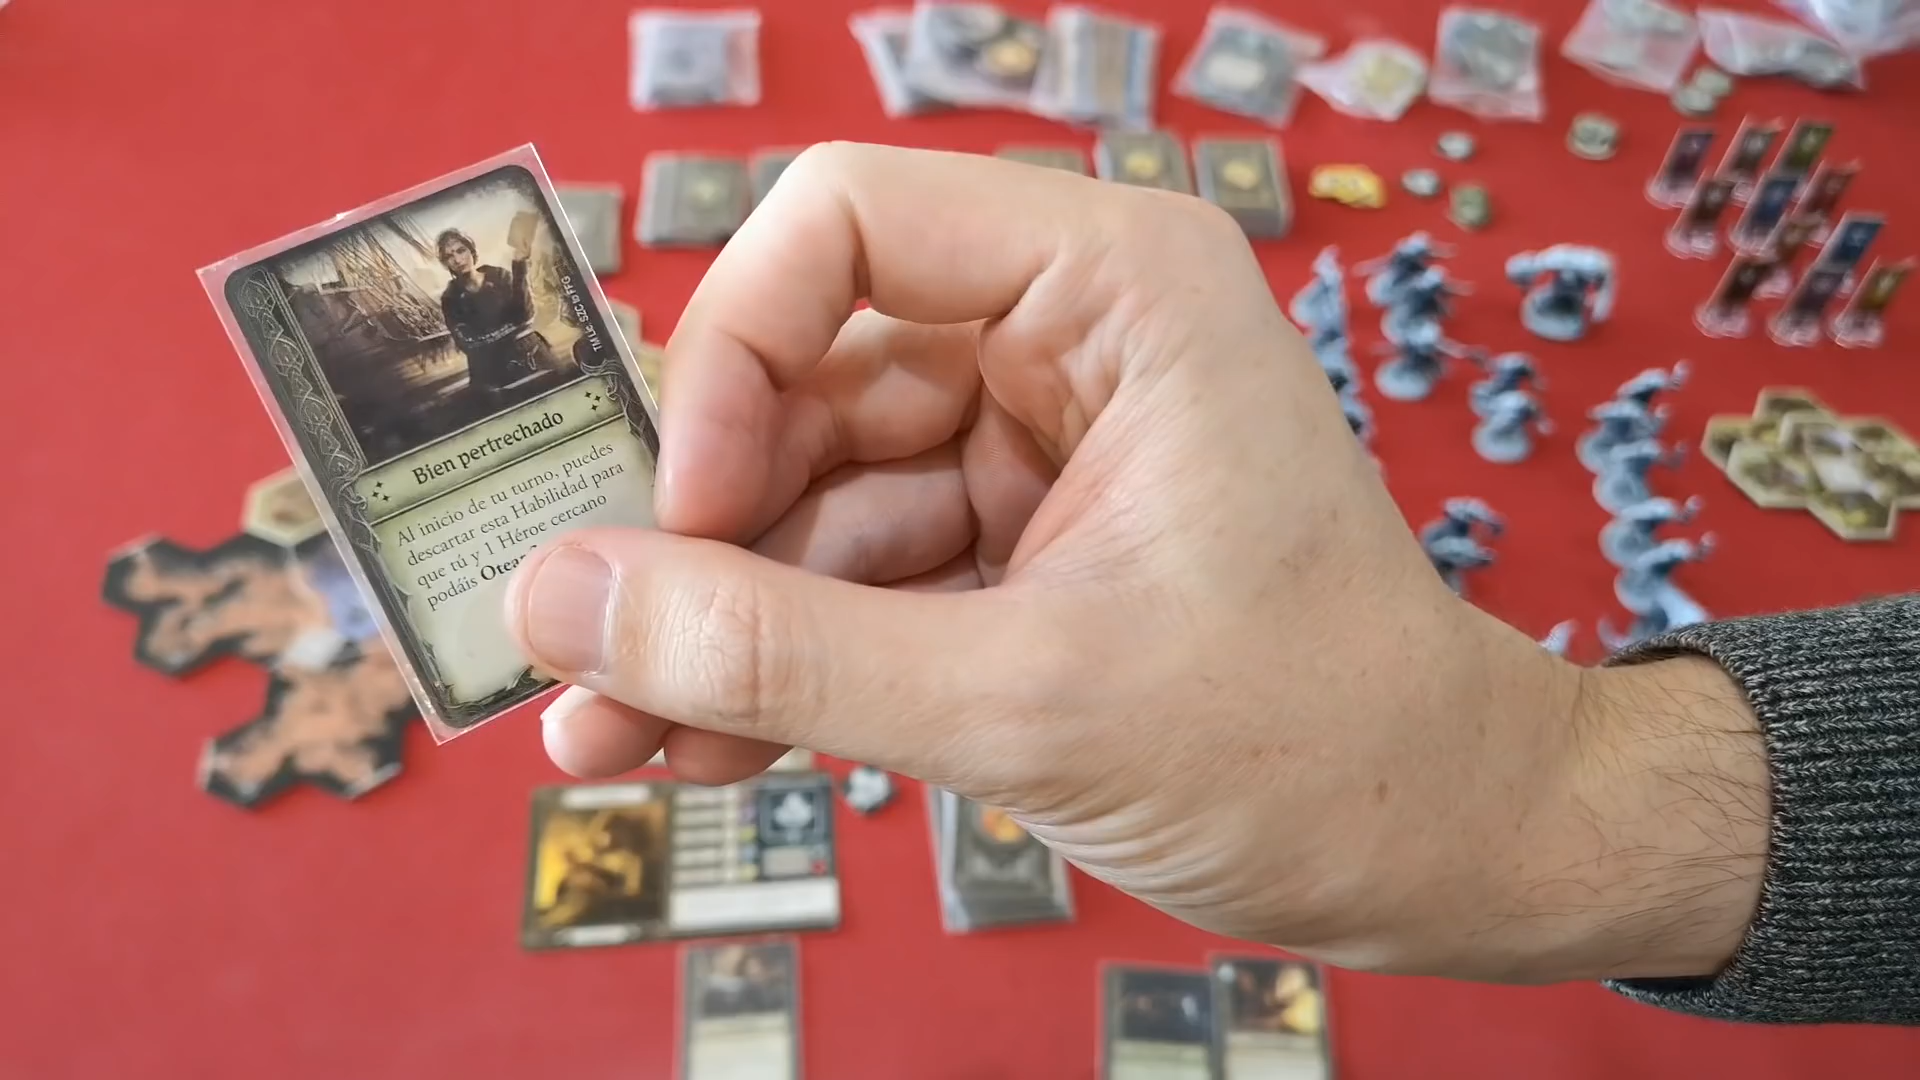 TM Lic. SZC to FFG
Bien pertrechado
Al inicio de tu turno, puedes
descartar esta Habilidad para
que tú y 1 Héroe cercano
podáis